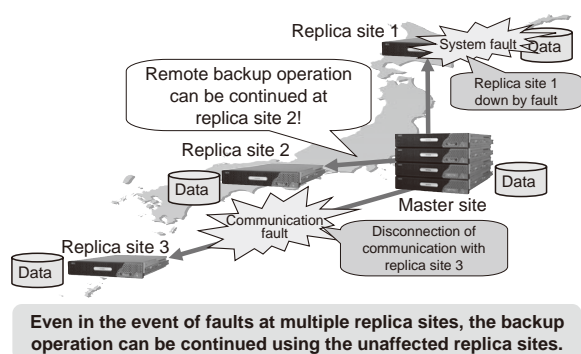 Replica site 1
System fault
Data
Replica site 1
down by fault
Remote backup operation
can be continued at
replica site 2!
Replica site 2
Data
Data
Master site
Communication
fault
Disconnection of
communication with
replica site 3
Replica site 3
Data
Even in the event of faults at multiple replica sites, the backup
operation can be continued using the unaffected replica sites.